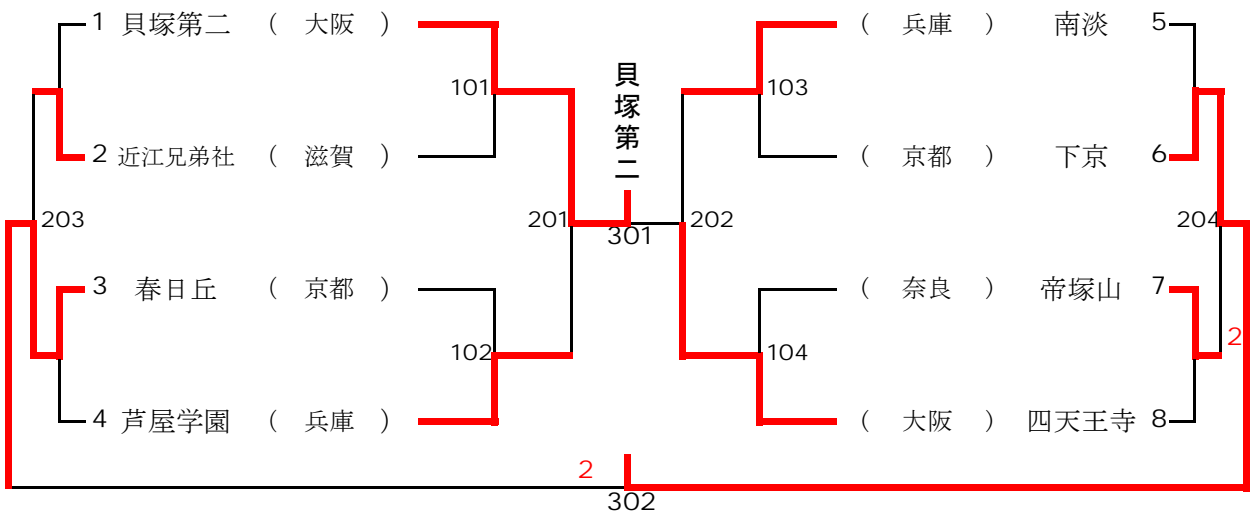 1 貝塚第二 ( 大阪 ) ( 兵庫 ) 南淡 5
101 103
貝塚第二
2 近江兄弟社 ( 滋賀 ) ( 京都 ) 下京 6
203 201 202 204
301
3 春日丘 ( 京都 ) ( 奈良 ) 帝塚山 7
2
102 104
4 芦屋学園 ( 兵庫 ) ( 大阪 ) 四天王寺 8
2
302